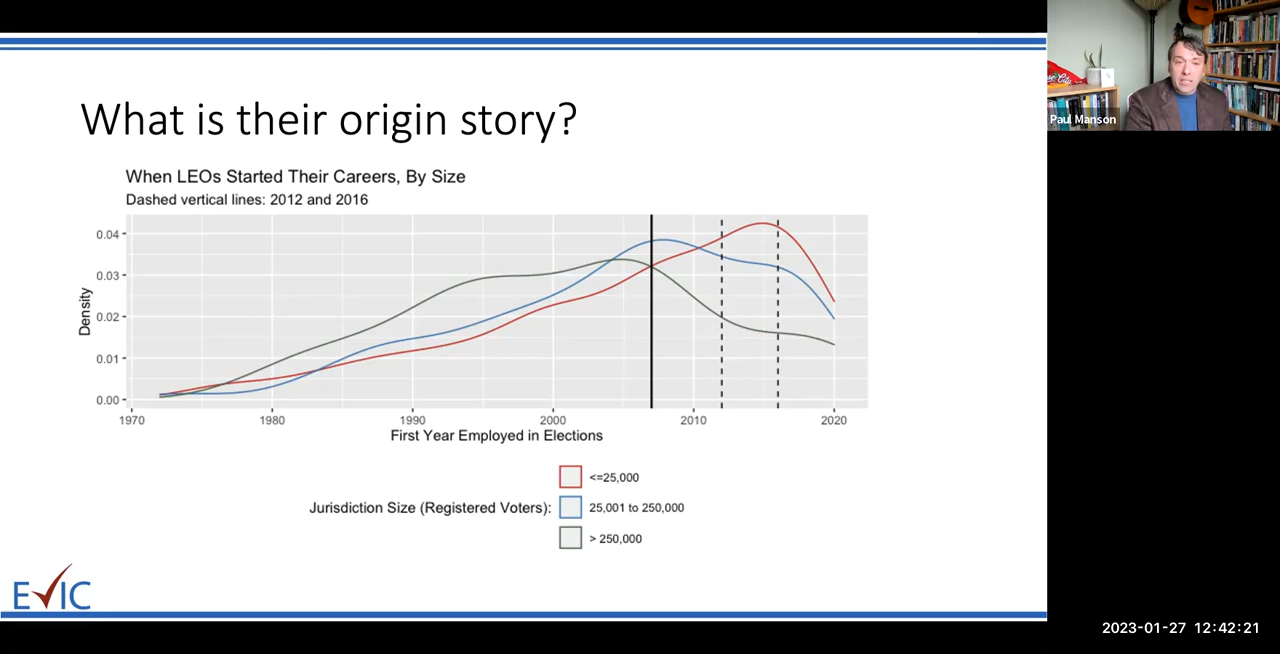 What is their origin story?
When LEOs Started Their Careers, By Size
Dashed vertical lines: 2012 and 2016
0.04
0.03
0.02
0.01
0.00
Density
1970 1980 1990 2000 2010 2020
First Year Employed in Elections
Jurisdiction Size (Registered Voters):
<=25,000
25,001 to 250,000
> 250,000
EVIC
Paul Manson
2023-01-27 12:42:21